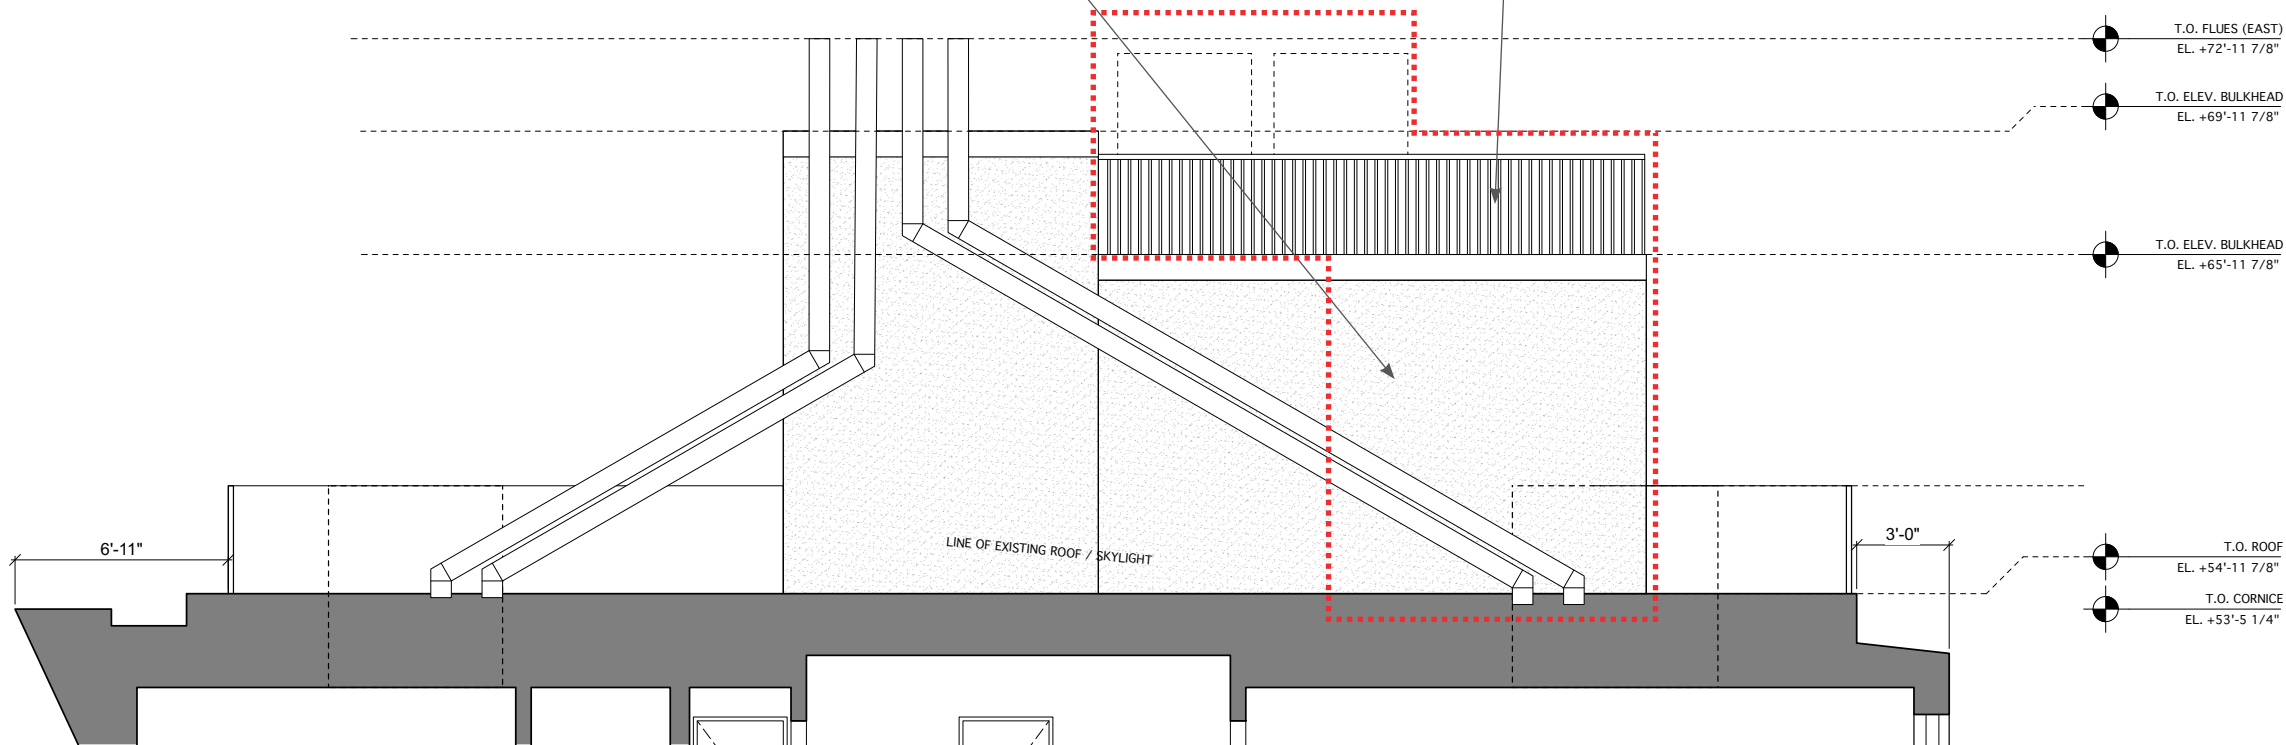 T.O. FLUES (EAST)
EL. +72'-11 7/8"
T.O. ELEV. BULKHEAD
EL. +69'-11 7/8"
T.O. ELEV. BULKHEAD
EL. +65'-11 7/8"
6'-11"
LINE OF EXISTING ROOF / SKYLIGHT
3'-0"
T.O. ROOF
EL. +54'-11 7/8"
T.O. CORNICE
EL. +53'-5 1/4"